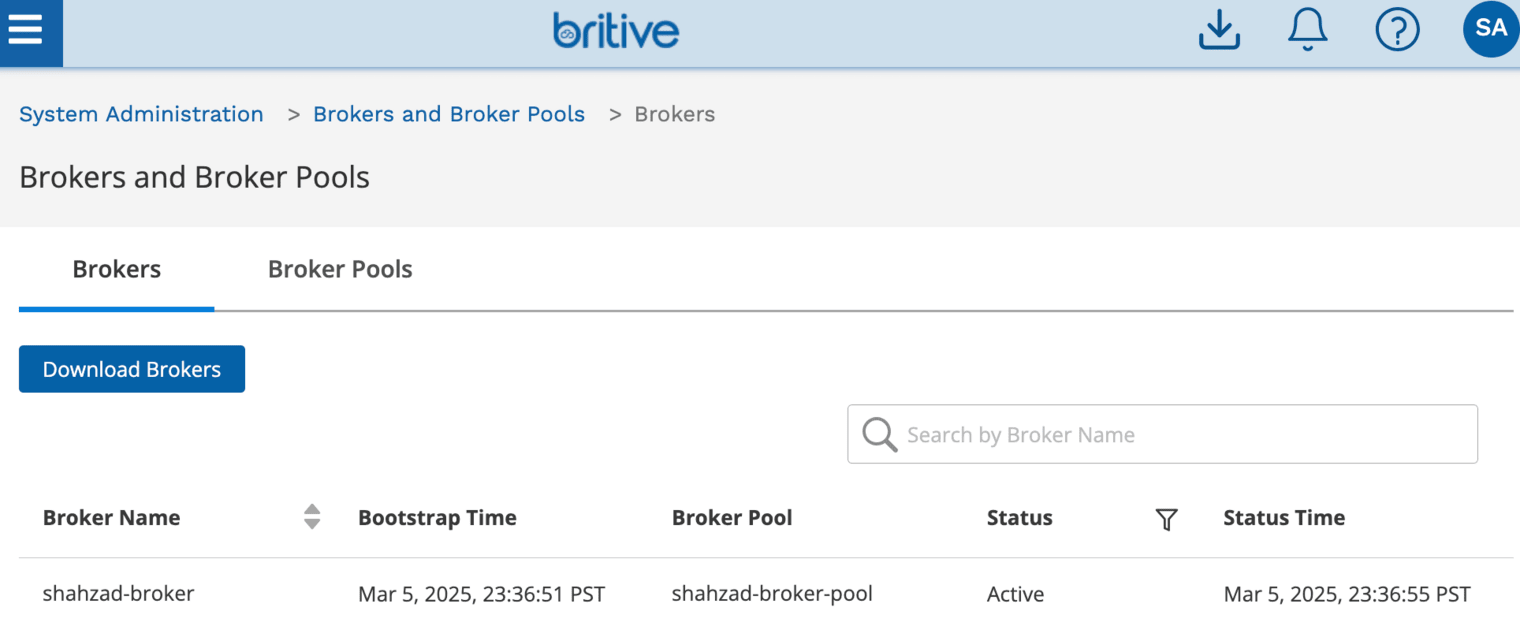 britive
SA
System Administration > Brokers and Broker Pools > Brokers
Brokers and Broker Pools
Brokers Broker Pools
Download Brokers
Search by Broker Name
Broker Name Bootstrap Time Broker Pool Status Status Time
shahzad-broker Mar 5, 2025, 23:36:51 PST shahzad-broker-pool Active Mar 5, 2025, 23:36:55 PST